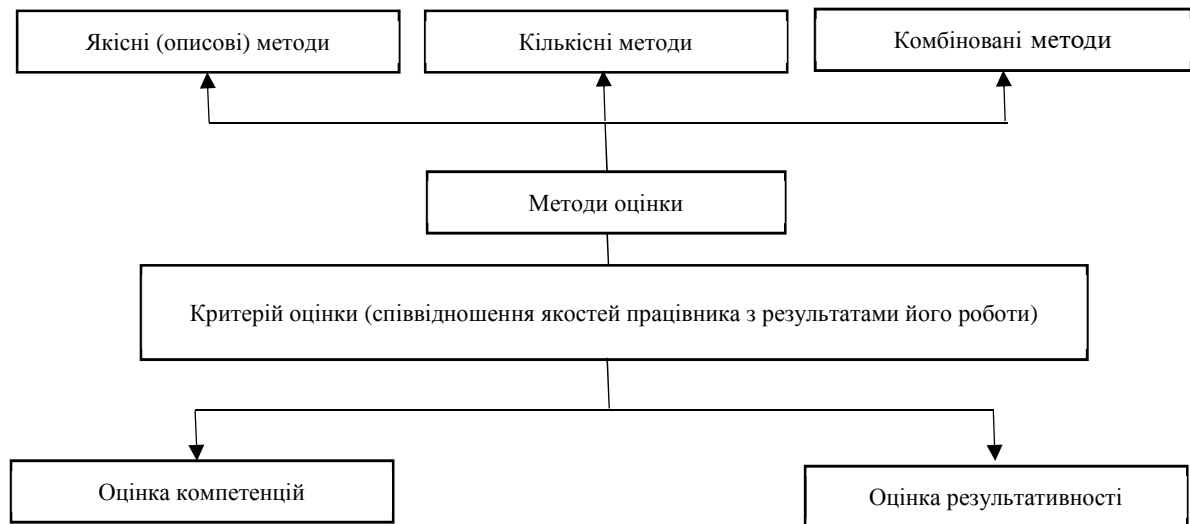 Якісні (описові) методи
Кількісні методи
Комбіновані методи
Методи оцінки
Критерій оцінки (співвідношення якостей працівника з результатами його роботи)
Оцінка компетенцій
Оцінка результативності